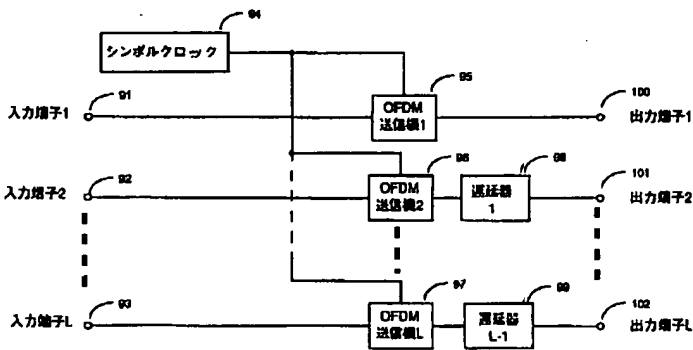 94
シンボルクロック
91
95
100
入力端子1
OFDM
送信機1
出力端子1
92
96
98
101
入力端子2
OFDM
送信機2
遅延器
1
出力端子2
93
97
99
102
入力端子L
OFDM
送信機L
遅延器
L-1
出力端子L